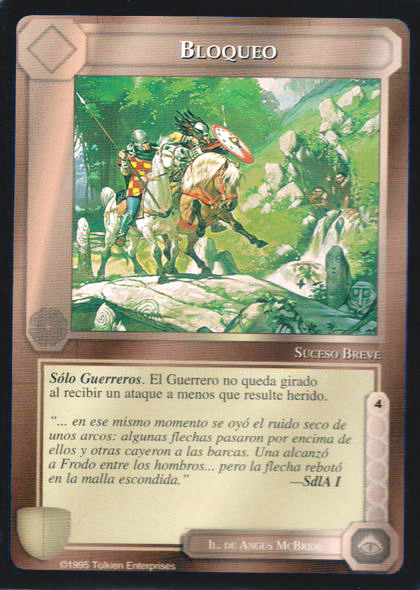 Bloqueo
Suceso Breve
Sólo Guerreros. El Guerrero no queda girado
al recibir un ataque a menos que resulte herido.
4
“... en ese mismo momento se oyó el ruido seco de
unos arcos: algunas flechas pasaron por encima de
ellos y otras cayeron a las barcas. Una alcanzó
a Frodo entre los hombros... pero la flecha rebotó
en la malla escondida.” —SdlA I
Il. de Angus McBride
©1995 Tolkien Enterprises